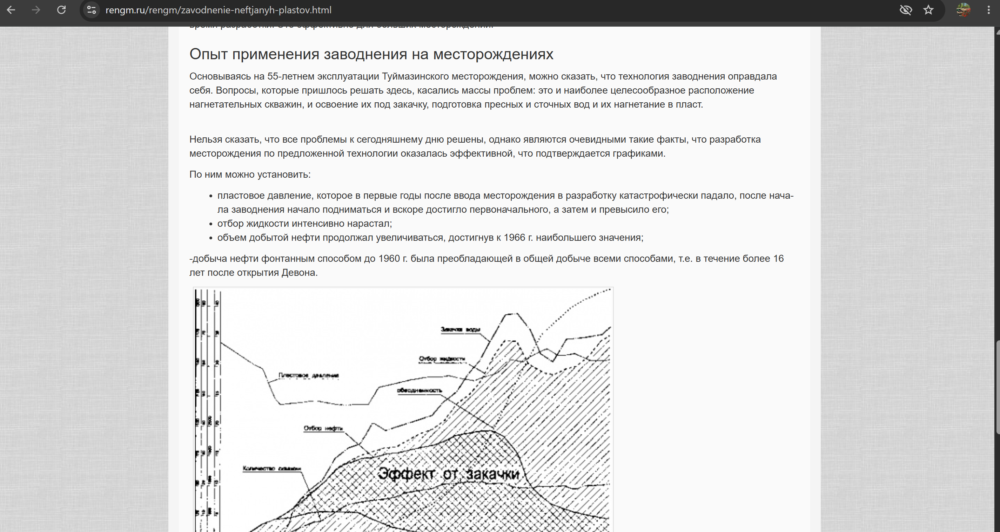 rengm.ru/rengm/zavodnenie-neftjanyh-plastov.html
время разработки. Это эффективно для больших месторождений.
Опыт применения заводнения на месторождениях
Основываясь на 55-летнем эксплуатации Туймазинского месторождения, можно сказать, что технология заводнения оправдала
себя. Вопросы, которые пришлось решать здесь, касались массы проблем: это и наиболее целесообразное расположение
нагнетательных скважин, и освоение их под закачку, подготовка пресных и сточных вод и их нагнетание в пласт.
Нельзя сказать, что все проблемы к сегодняшнему дню решены, однако являются очевидными такие факты, что разработка
месторождения по предложенной технологии оказалась эффективной, что подтверждается графиками.
По ним можно установить:
• пластовое давление, которое в первые годы после ввода месторождения в разработку катастрофически падало, после нача-
ла заводнения начало подниматься и вскоре достигло первоначального, а затем и превысило его;
• отбор жидкости интенсивно нарастал;
• объем добытой нефти продолжал увеличиваться, достигнув к 1966 г. наибольшего значения;
-добыча нефти фонтанным способом до 1960 г. была преобладающей в общей добыче всеми способами, т.е. в течение более 16
лет после открытия Девона.
Закачка воды
Отбор жидкости
Пластовое давление
обводненность
Отбор нефти
Количество скважин
Эффект от закачки